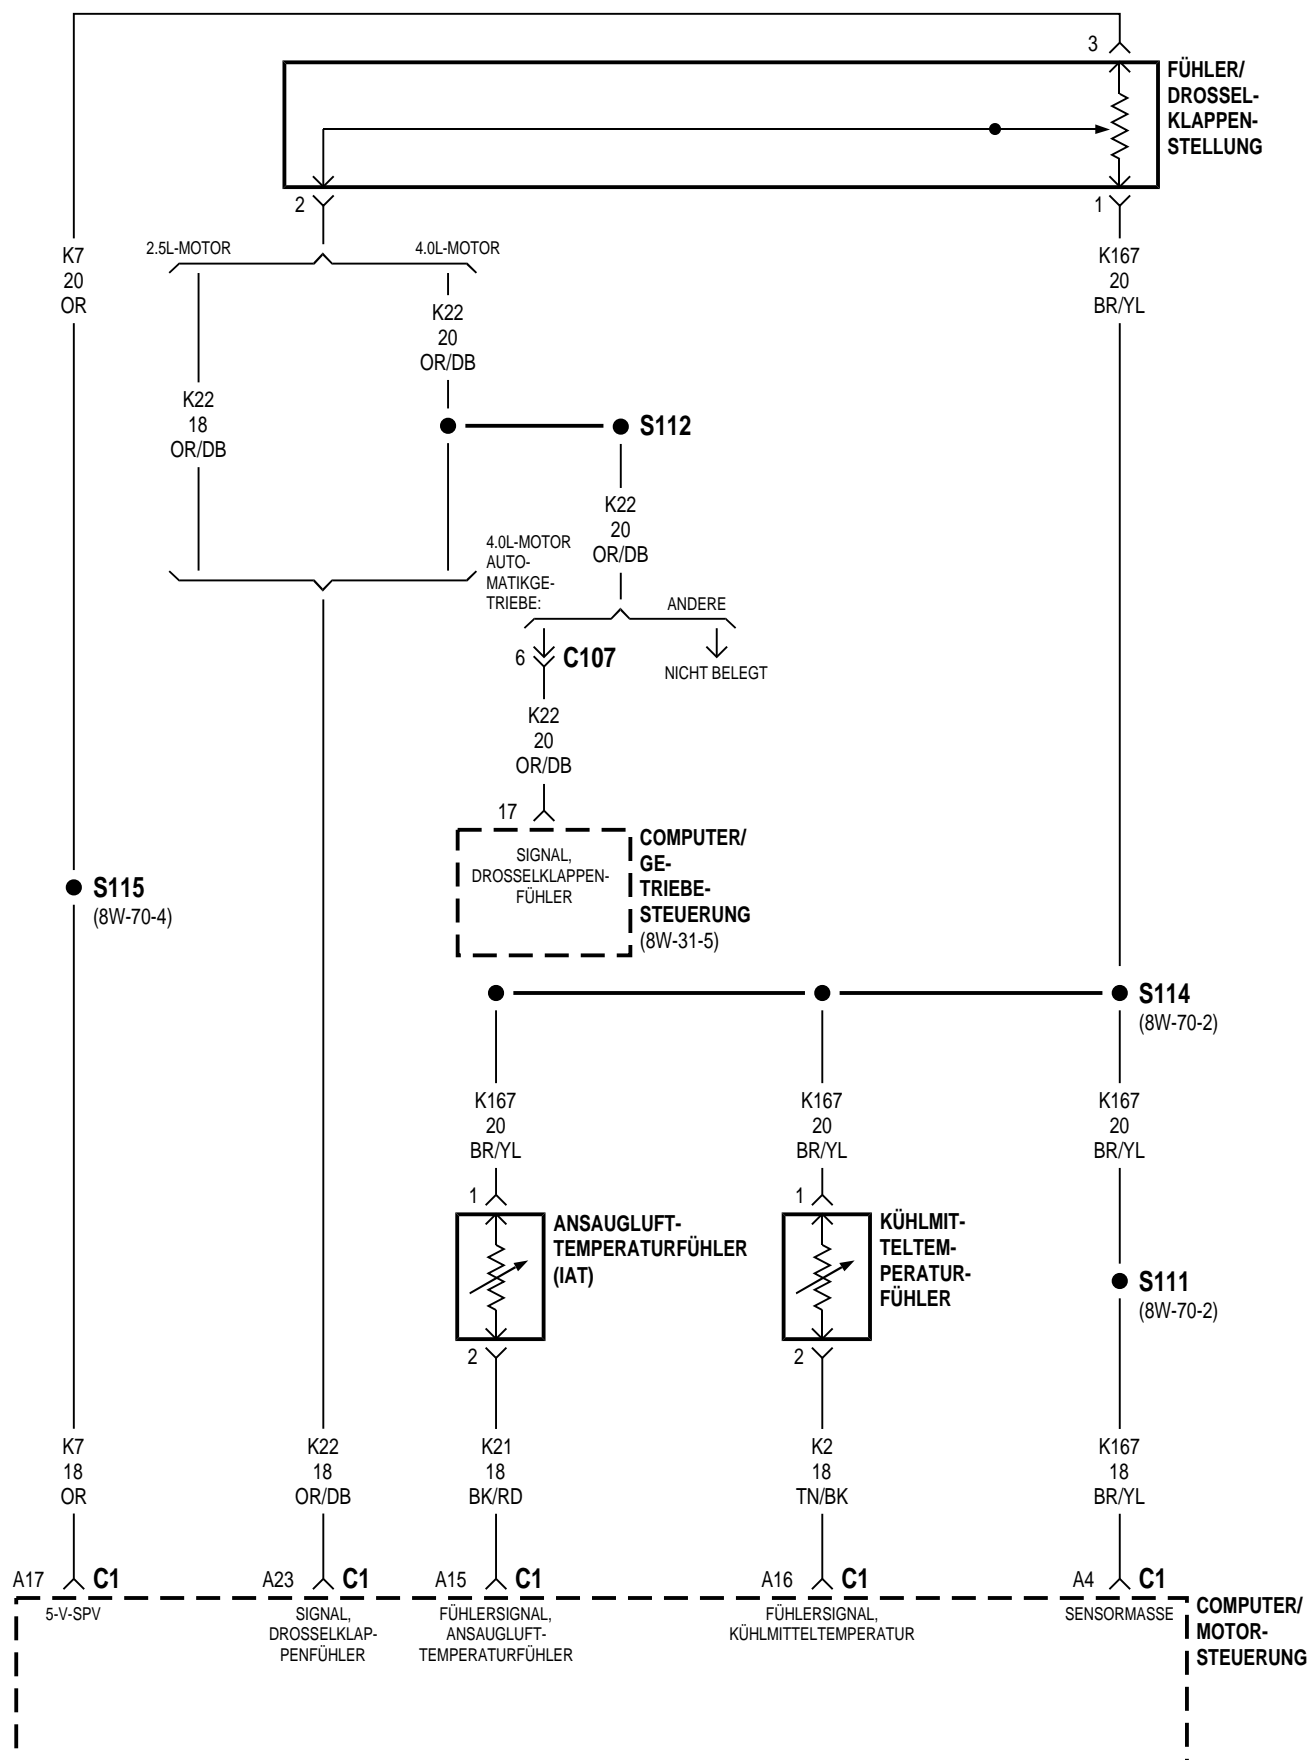 3
FÜHLER/
DROSSEL-
KLAPPEN-
STELLUNG
2
1
2.5L-MOTOR
4.0L-MOTOR
K7
20
OR
K167
20
BR/YL
K22
20
OR/DB
K22
18
OR/DB
S112
K22
20
OR/DB
4.0L-MOTOR
AUTO-
MATIKGE-
TRIEBE:
ANDERE
6
C107
NICHT BELEGT
K22
20
OR/DB
17
SIGNAL,
DROSSELKLAPPEN-
FÜHLER
COMPUTER/
GE-
TRIEBE-
STEUERUNG
(8W-31-5)
S115
(8W-70-4)
S114
(8W-70-2)
K167
20
BR/YL
K167
20
BR/YL
K167
20
BR/YL
1
1
ANSAUGLUFT-
TEMPERATURFÜHLER
(IAT)
KÜHLMIT-
TELTEM-
PERATUR-
FÜHLER
S111
(8W-70-2)
2
2
K7
18
OR
K22
18
OR/DB
K21
18
BK/RD
K2
18
TN/BK
K167
18
BR/YL
A17
C1
A23
C1
A15
C1
A16
C1
A4
C1
5-V-SPV
SIGNAL,
DROSSELKLAP-
PENFÜHLER
FÜHLERSIGNAL,
ANSAUGLUFT-
TEMPERATURFÜHLER
FÜHLERSIGNAL,
KÜHLMITTELTEMPERATUR
SENSORMASSE
COMPUTER/
MOTOR-
STEUERUNG